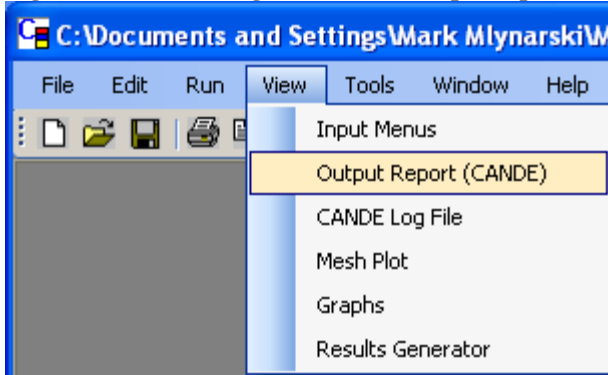 C:\Documents and Settings\Mark Mlynarski\M
File Edit Run View Tools Window Help
Input Menus
Output Report (CANDE)
CANDE Log File
Mesh Plot
Graphs
Results Generator